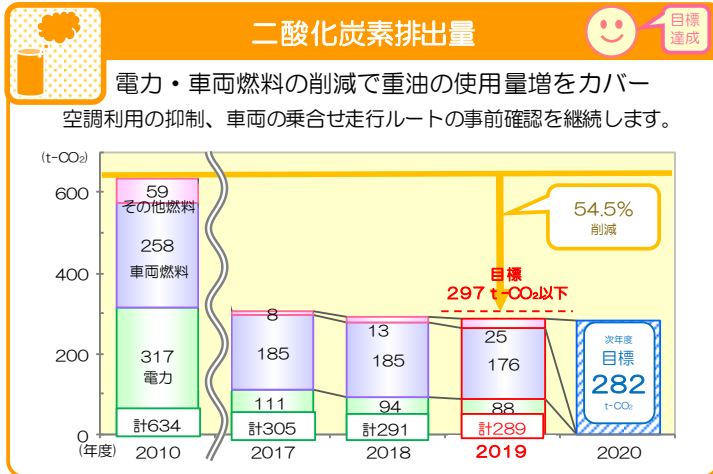 二酸化炭素排出量
目標
達成
電力・車両燃料の削減で重油の使用量増をカバー
空調利用の抑制、車両の乗合せ走行ルートの事前確認を継続します。
(t-CO₂)
600
400
200
0
59
その他燃料
258
車両燃料
317
電力
計634
8
185
111
計305
13
185
94
計291
目標
297 t-CO₂以下
25
176
88
計289
54.5%
削減
次年度
目標
282
t-CO₂
(年度)
2010
2017
2018
2019
2020